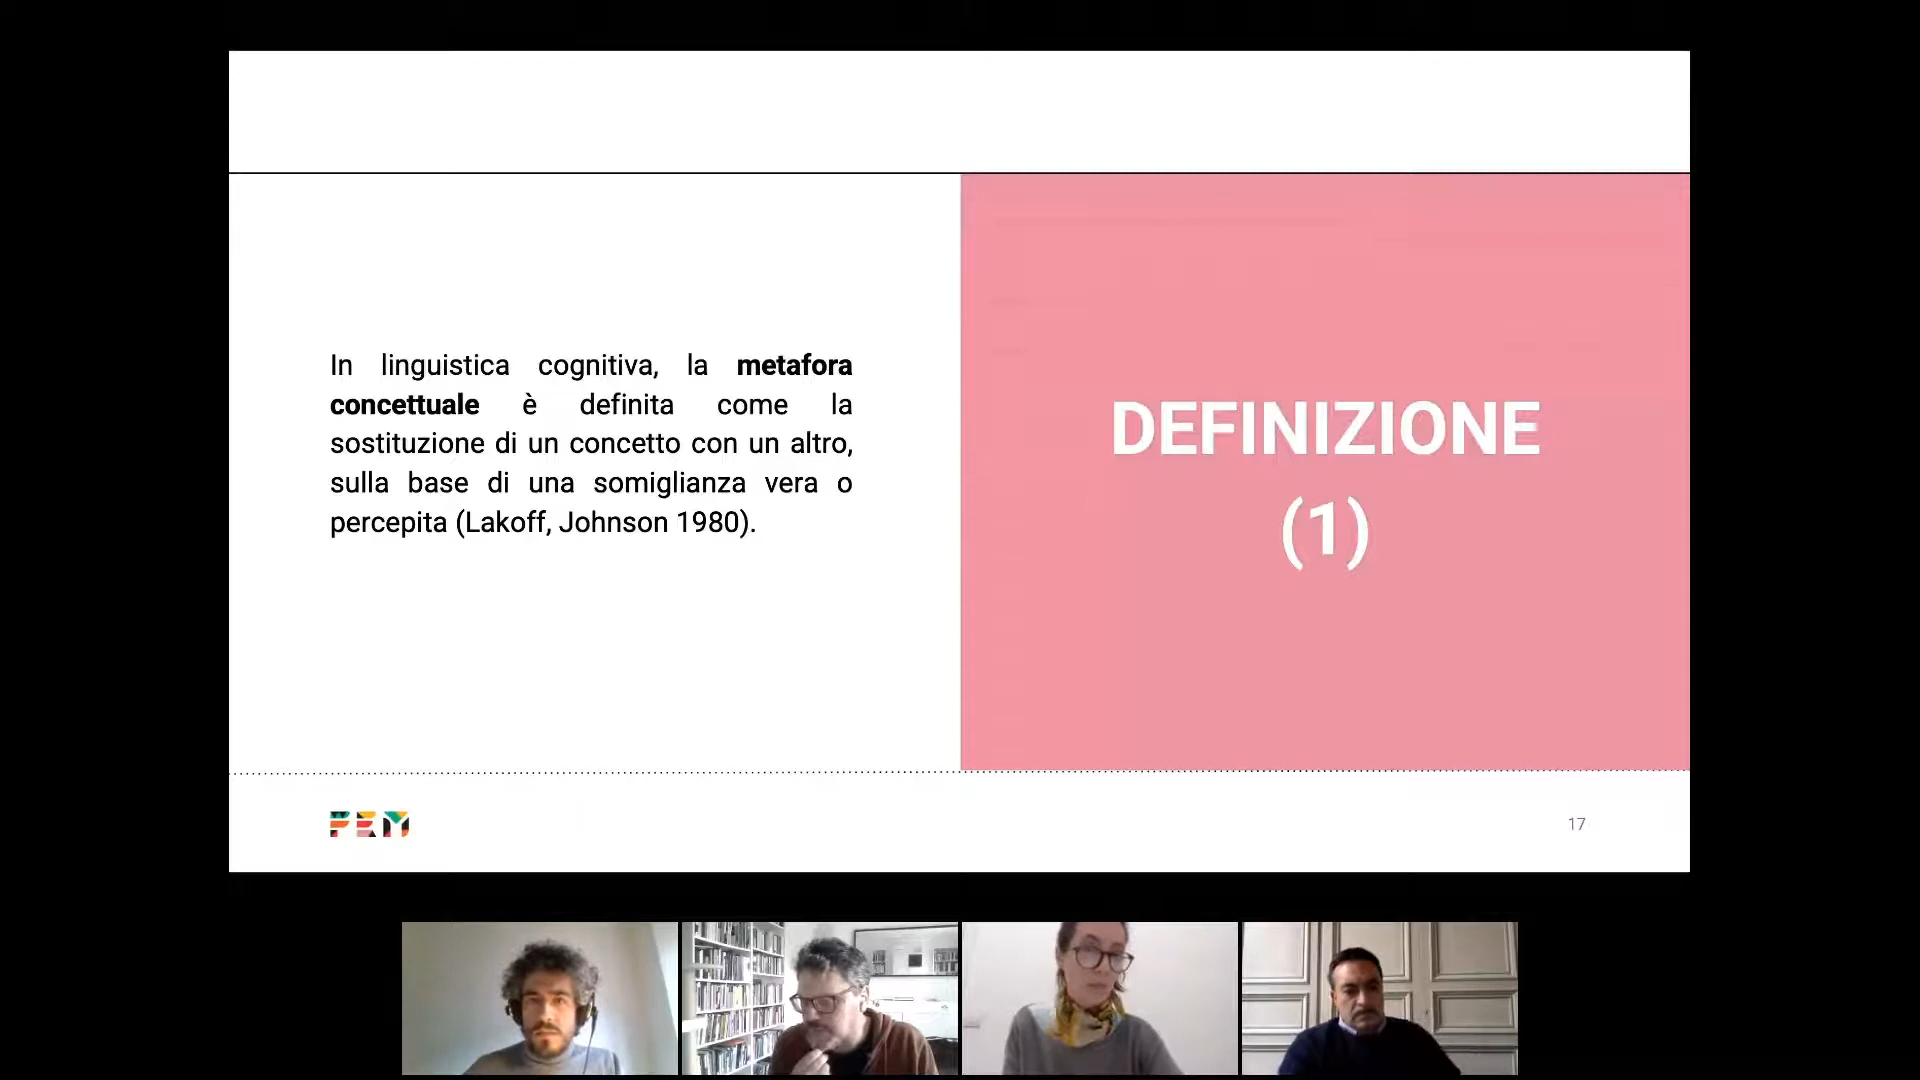 In linguistica cognitiva, la metafora
concettuale è definita come la
sostituzione di un concetto con un altro,
sulla base di una somiglianza vera o
percepita (Lakoff, Johnson 1980).
DEFINIZIONE
(1)
FEM
17